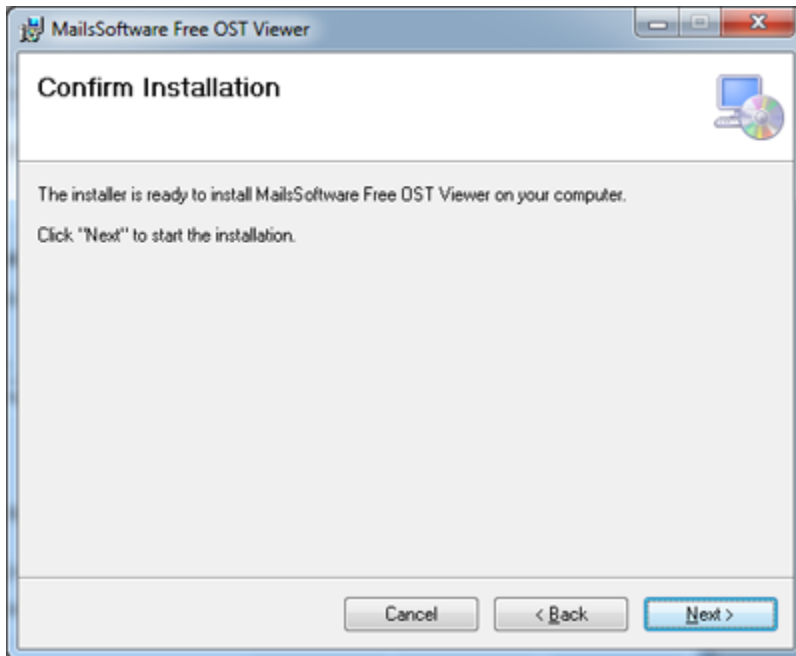 MailsSoftware Free OST Viewer
Confirm Installation
The installer is ready to install MailsSoftware Free OST Viewer on your computer.
Click "Next" to start the installation.
Cancel
< Back
Next >